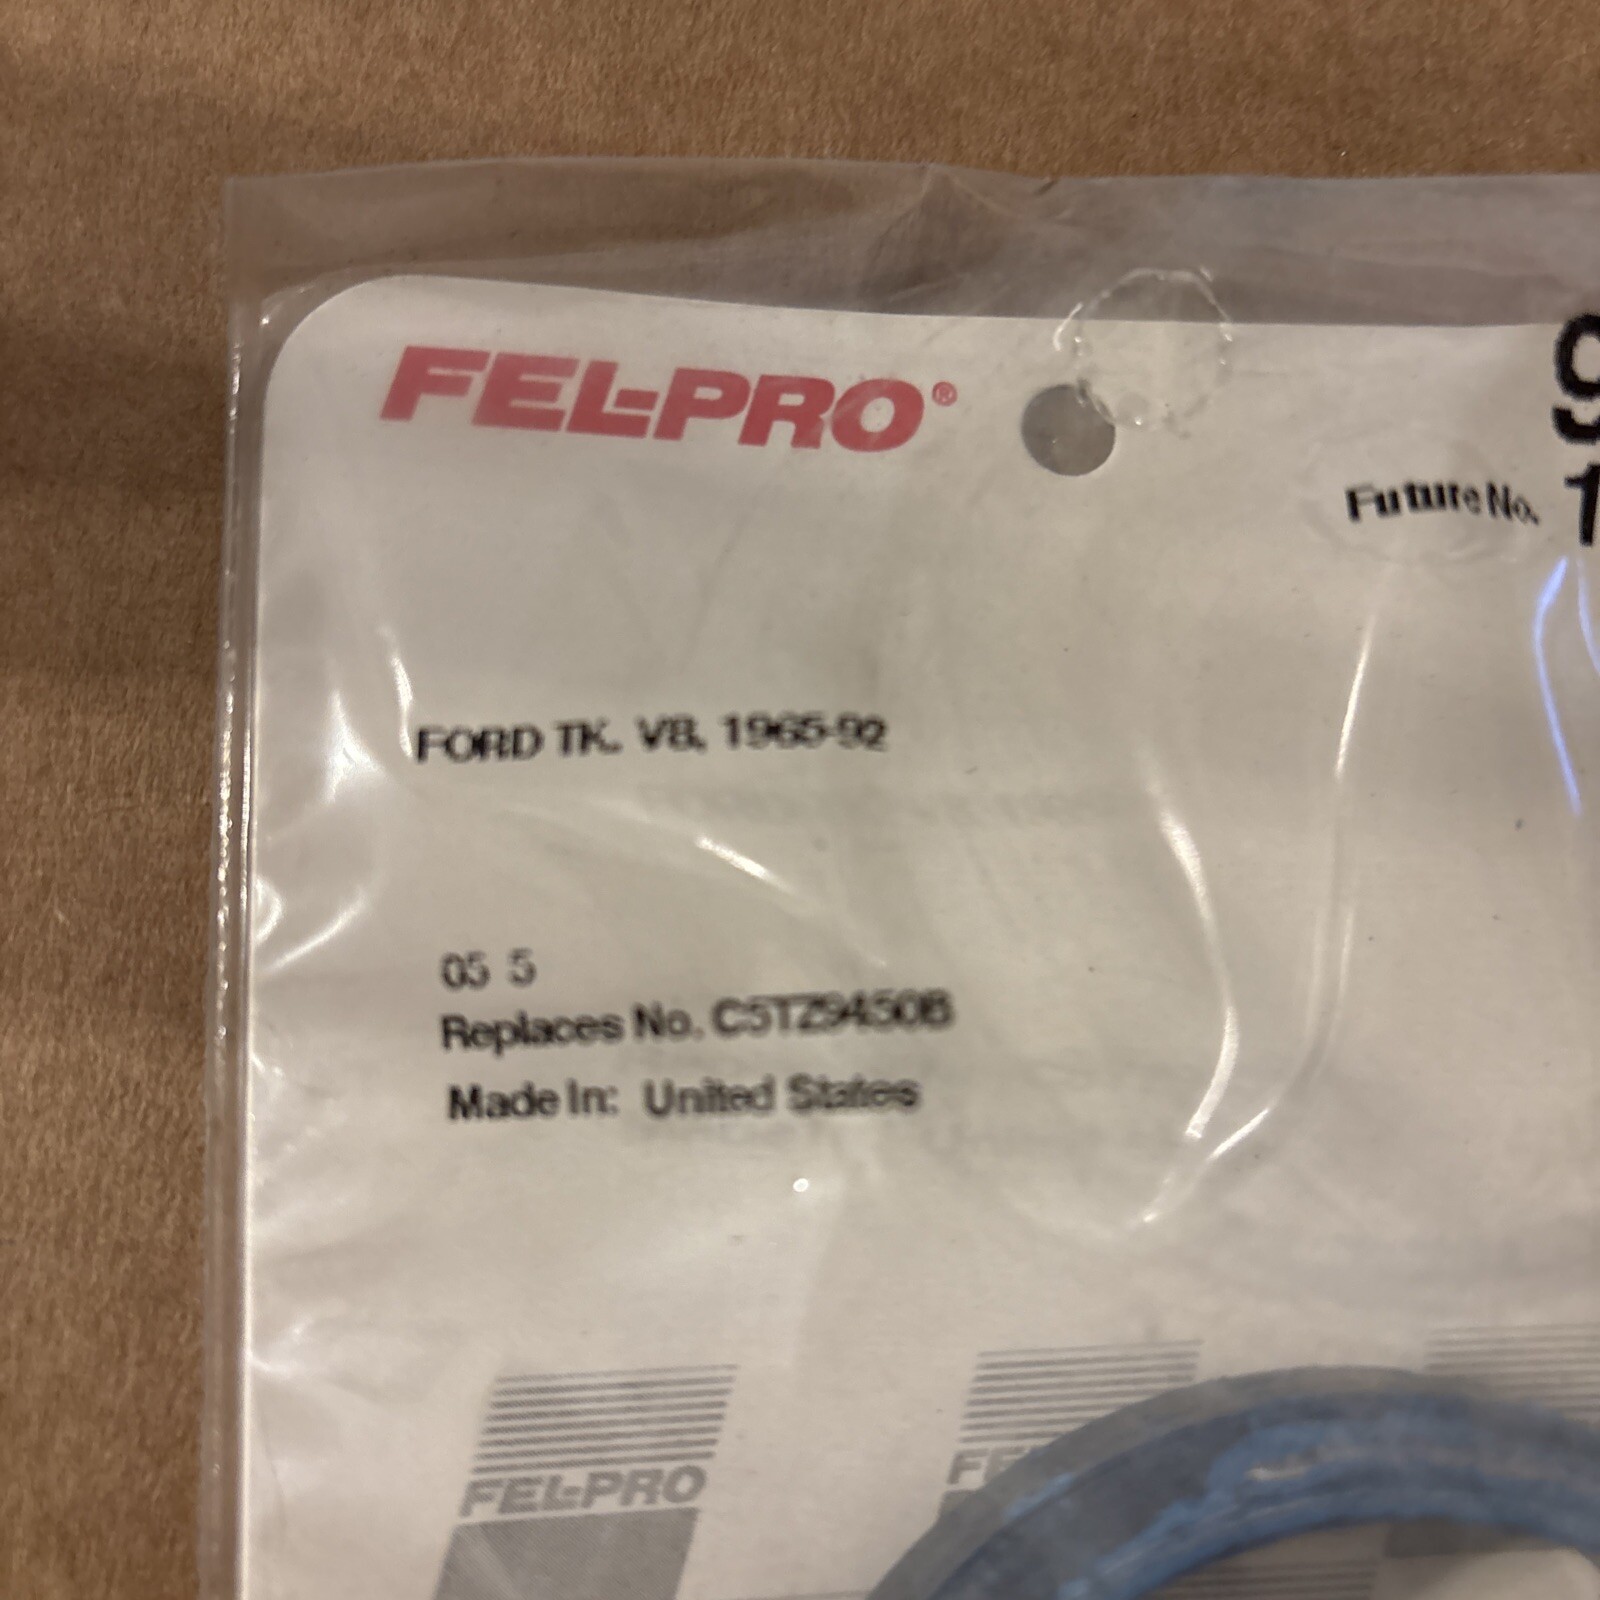 FEL-PRO®
Future No. 1
FORD TK. V8, 1965-92
05 5
Replaces No. C5TZ9450B
Made In: United States
FEL-PRO
FE